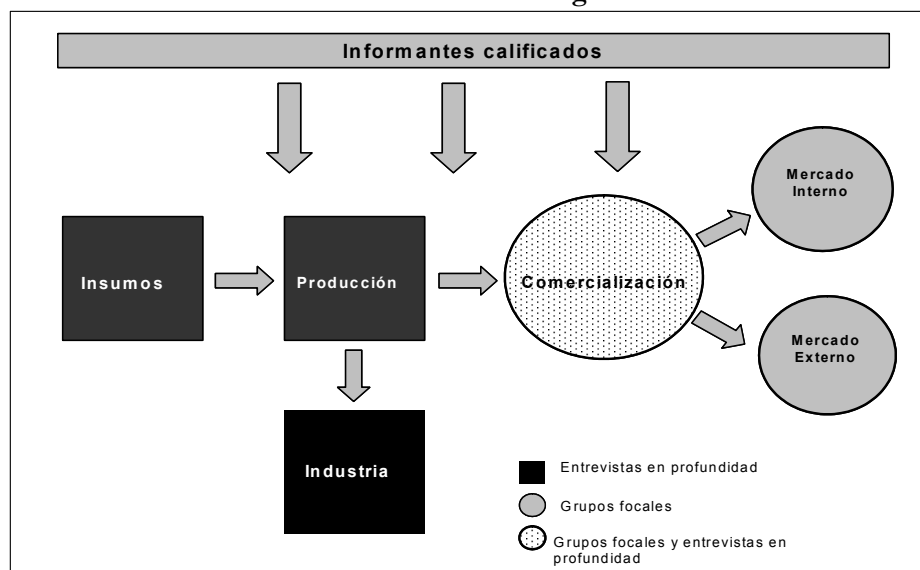 Informantes calificados
Mercado
Interno
Insumos
Producción
Comercialización
Mercado
Externo
Industria
Entrevistas en profundidad
Grupos focales
Grupos focales y entrevistas en
profundidad